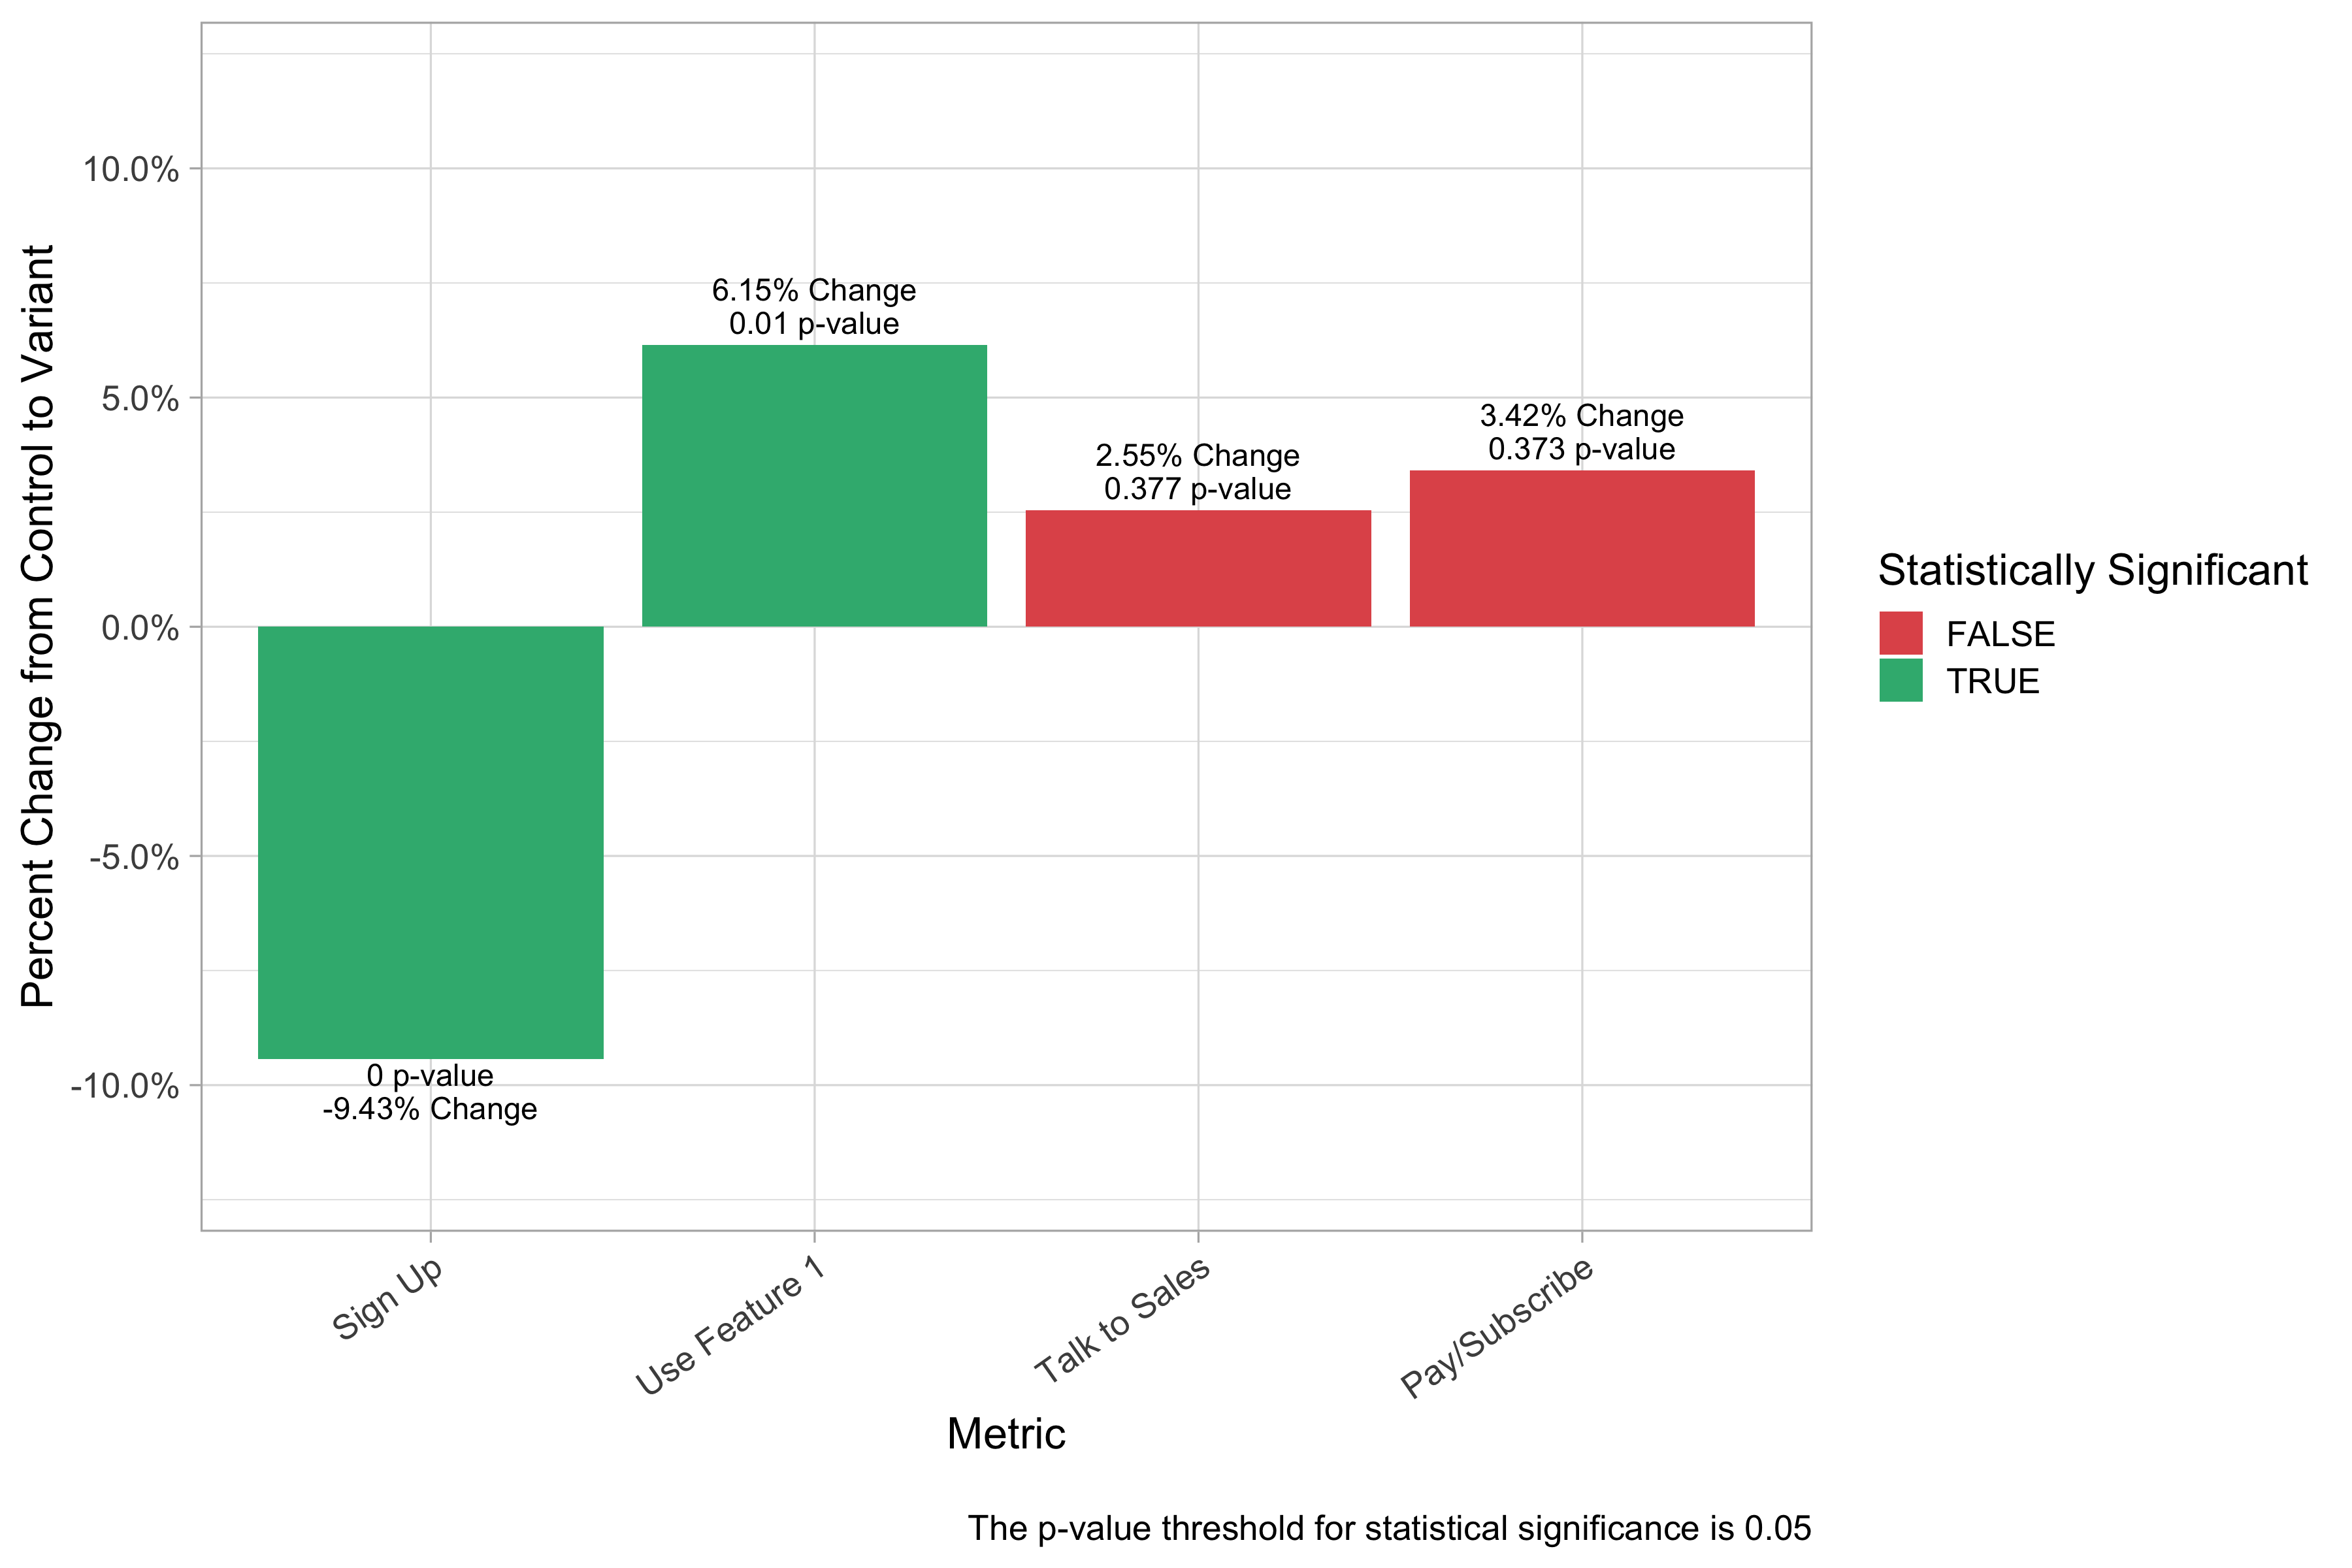 Percent Change from Control to Variant
10.0%
5.0%
0.0%
-5.0%
-10.0%
6.15% Change
0.01 p-value
2.55% Change
0.377 p-value
3.42% Change
0.373 p-value
0 p-value
-9.43% Change
Sign Up
Use Feature 1
Talk to Sales
Pay/Subscribe
Metric
Statistically Significant
FALSE
TRUE
The p-value threshold for statistical significance is 0.05